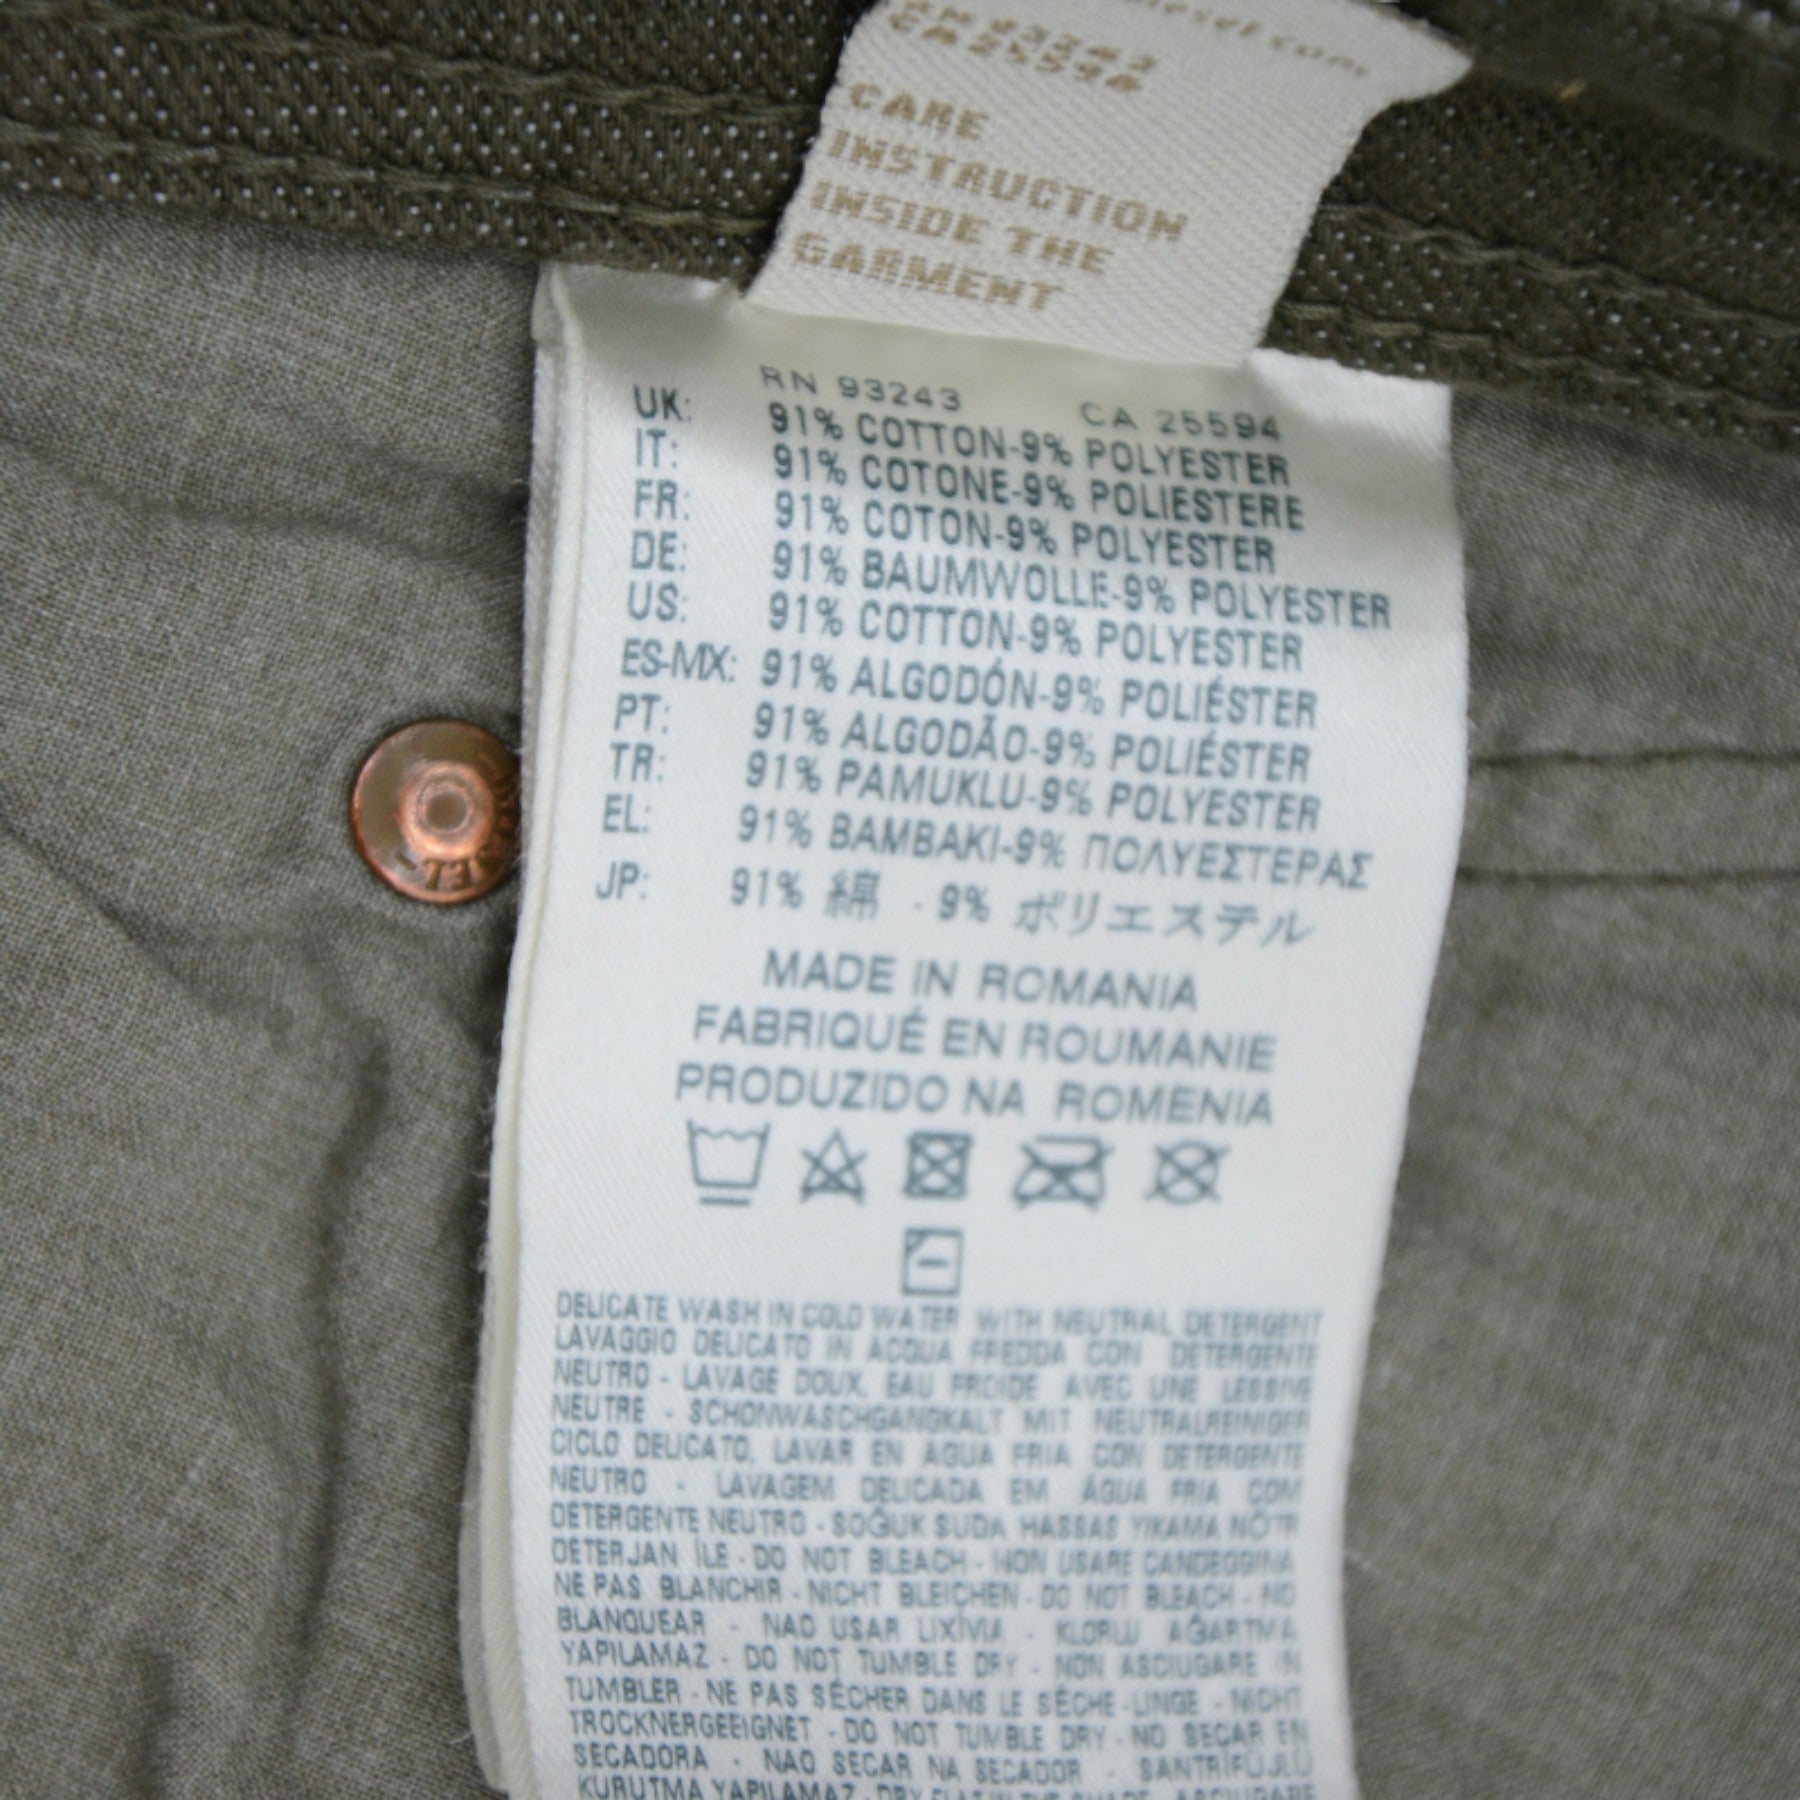 CARE
INSTRUCTION
INSIDE THE
GARMENT
RN 93243 CA 25594
UK: 91% COTTON-9% POLYESTER
IT: 91% COTONE-9% POLIESTERE
FR: 91% COTON-9% POLYESTER
DE: 91% BAUMWOLLE-9% POLYESTER
US: 91% COTTON-9% POLYESTER
ES-MX: 91% ALGODÓN-9% POLIÉSTER
PT: 91% ALGODÃO-9% POLIÉSTER
TR: 91% PAMUKLU-9% POLYESTER
EL: 91% BAMBAKI-9% ΠΟΛΥΕΣΤΕΡΑΣ
JP: 91% 綿 - 9% ポリエステル
MADE IN ROMANIA
FABRIQUÉ EN ROUMANIE
PRODUZIDO NA ROMENIA
DELICATE WASH IN COLD WATER WITH NEUTRAL DETERGENT
LAVAGGIO DELICATO IN ACQUA FREDDA CON DETERGENTE
NEUTRO - LAVAGE DOUX, EAU FROIDE AVEC UNE LESSIVE
NEUTRE - SCHONWASCHGANGKALT MIT NEUTRALREINIGER
CICLO DELICATO, LAVAR EN AGUA FRIA CON DETERGENTE
NEUTRO - LAVAGEM DELICADA EM ÁGUA FRIA COM
DETERGENTE NEUTRO - SOĞUK SUDA HASSAS YIKAMA NÖTR
DETERJAN İLE - DO NOT BLEACH - NON USARE CANDEGGINA
NE PAS BLANCHIR - NICHT BLEICHEN - DO NOT BLEACH - NO
BLANQUEAR - NAO USAR LIXÍVIA - KLORLU AĞARTMA
YAPILAMAZ - DO NOT TUMBLE DRY - NON ASCIUGARE IN
TUMBLER - NE PAS SÉCHER DANS LE SÈCHE-LINGE - NICHT
TROCKNERGEEIGNET - DO NOT TUMBLE DRY - NO SECAR EN
SECADORA - NAO SECAR NA SECADOR - SANTRİFÜJLÜ
KURUTMA YAPILAMAZ - DRY FLAT IN THE SHADE - ASCIUGARE